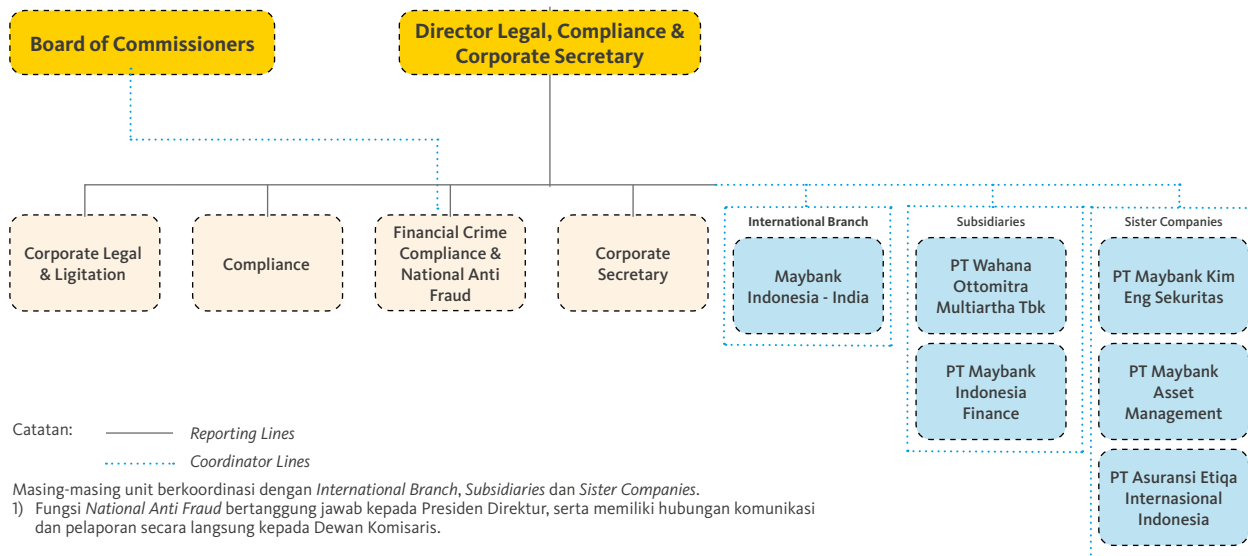 Board of Commissioners
Director Legal, Compliance &
Corporate Secretary
Corporate Legal
& Ligitation
Compliance
Financial Crime
Compliance &
National Anti
Fraud
Corporate
Secretary
International Branch
Maybank
Indonesia - India
Subsidiaries
PT Wahana
Ottomitra
Multiartha Tbk
PT Maybank
Indonesia
Finance
Sister Companies
PT Maybank Kim
Eng Sekuritas
PT Maybank
Asset
Management
PT Asuransi Etiqa
Internasional
Indonesia
Catatan:
Reporting Lines
Coordinator Lines
Masing-masing unit berkoordinasi dengan International Branch, Subsidiaries dan Sister Companies.
1) Fungsi National Anti Fraud bertanggung jawab kepada Presiden Direktur, serta memiliki hubungan komunikasi
dan pelaporan secara langsung kepada Dewan Komisaris.